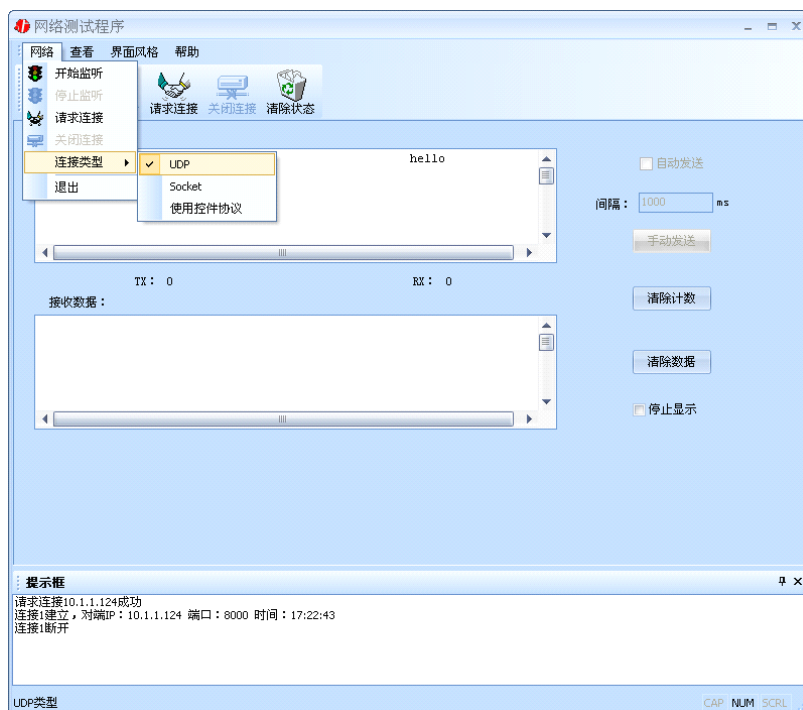 网络测试程序
网络 查看 界面风格 帮助
开始监听
停止监听
请求连接
关闭连接
连接类型
退出
UDP
Socket
使用控件协议
请求连接 关闭连接 清除状态
hello
自动发送
间隔： 1000 ms
手动发送
TX： 0 RX： 0
清除计数
接收数据：
清除数据
停止显示
提示框
请求连接10.1.1.124成功
连接1建立，对端IP：10.1.1.124 端口：8000 时间：17:22:43
连接1断开
UDP类型 CAP NUM SCRL